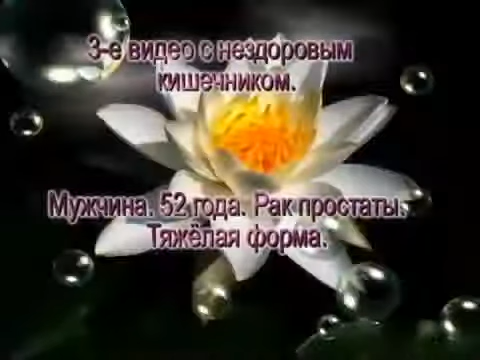 3-е видео с нездоровым
кишечником.
Мужчина. 52 года. Рак простаты.
Тяжёлая форма.